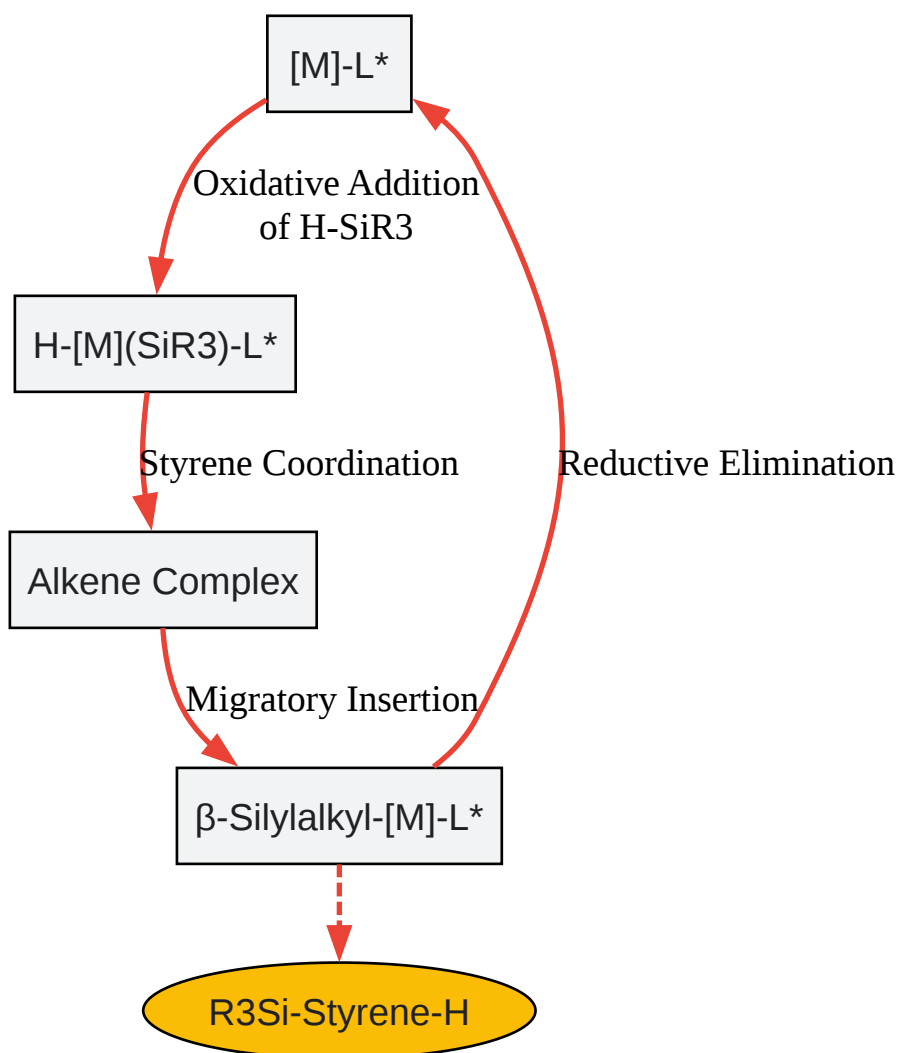 [M]-L*
Oxidative Addition
of H-SiR3
H-[M](SiR3)-L*
Styrene Coordination
Reductive Elimination
Alkene Complex
Migratory Insertion
β-Silylalkyl-[M]-L*
R3Si-Styrene-H